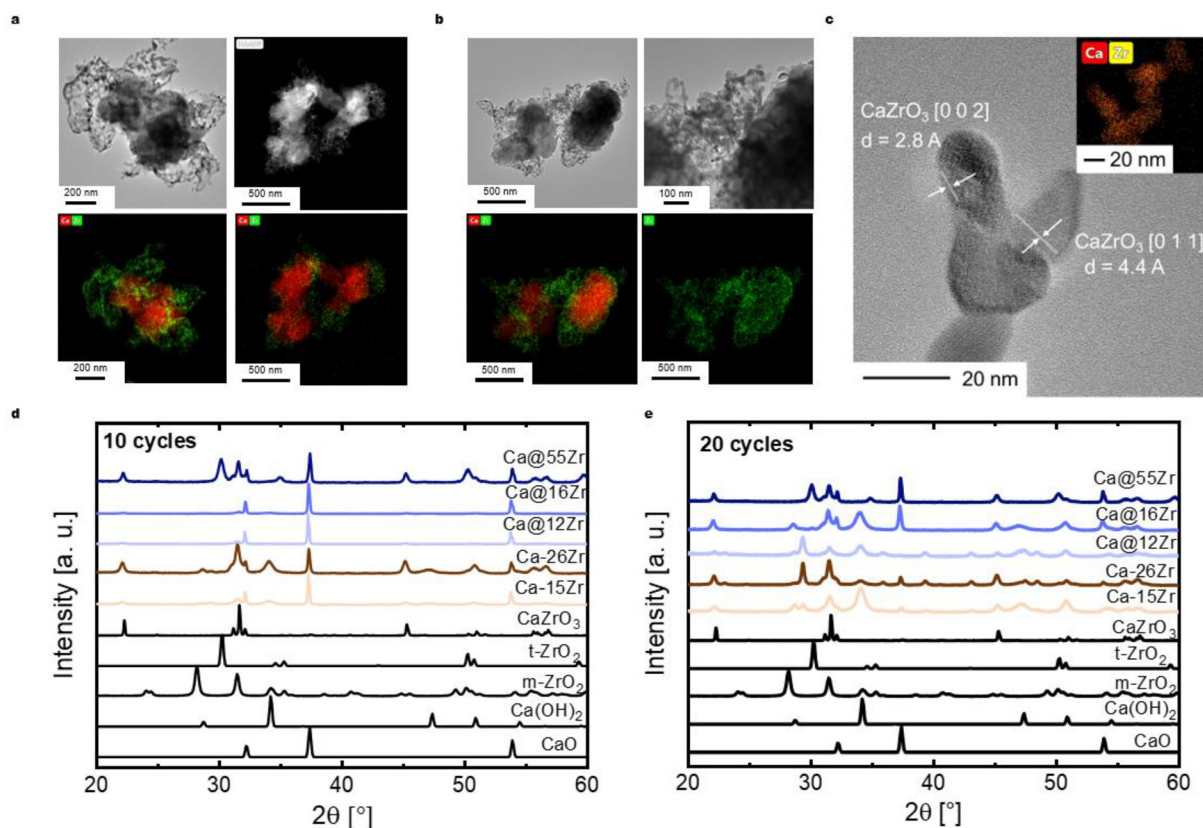 a
b
c
200 nm
HAADF
500 nm
500 nm
100 nm
Ca Zr
CaZrO₃ [0 0 2]
d = 2.8 A
20 nm
CaZrO₃ [0 1 1]
d = 4.4 A
20 nm
Ca Zr
200 nm
Ca Zr
500 nm
Ca Zr
500 nm
Zr
500 nm
d
10 cycles
Ca@55Zr
Ca@16Zr
Ca@12Zr
Ca-26Zr
Ca-15Zr
CaZrO₃
t-ZrO₂
m-ZrO₂
Ca(OH)₂
CaO
Intensity [a. u.]
20 30 40 50 60
2θ [°]
e
20 cycles
Ca@55Zr
Ca@16Zr
Ca@12Zr
Ca-26Zr
Ca-15Zr
CaZrO₃
t-ZrO₂
m-ZrO₂
Ca(OH)₂
CaO
Intensity [a. u.]
20 30 40 50 60
2θ [°]